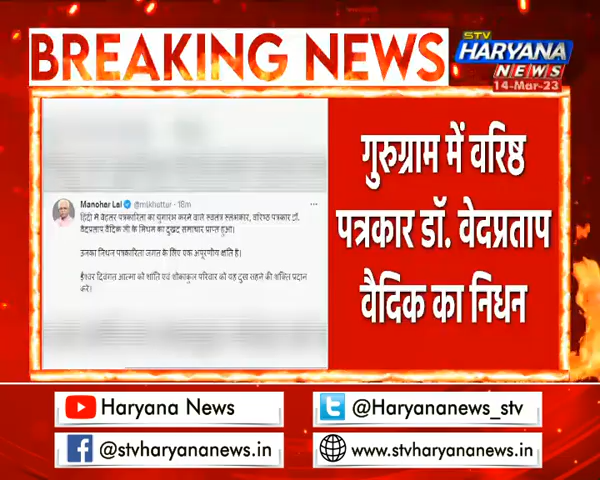 BREAKING NEWS
STV
HARYANA
NEWS
14-Mar-23
Manohar Lal @mlkhattar · 18m
हिंदी में बेहतर पत्रकारिता का युगारंभ करने वाले स्वतंत्र स्तंभकार, वरिष्ठ पत्रकार डॉ.
वेदप्रताप वैदिक जी के निधन का दुखद समाचार प्राप्त हुआ।
उनका निधन पत्रकारिता जगत के लिए एक अपूरणीय क्षति है।
ईश्वर दिवंगत आत्मा को शांति एवं शोकाकुल परिवार को यह दुख सहने की शक्ति प्रदान
करें।
गुरुग्राम में वरिष्ठ
पत्रकार डॉ. वेदप्रताप
वैदिक का निधन
Haryana News
@Haryananews_stv
@stvharyananews.in
www.stvharyananews.in